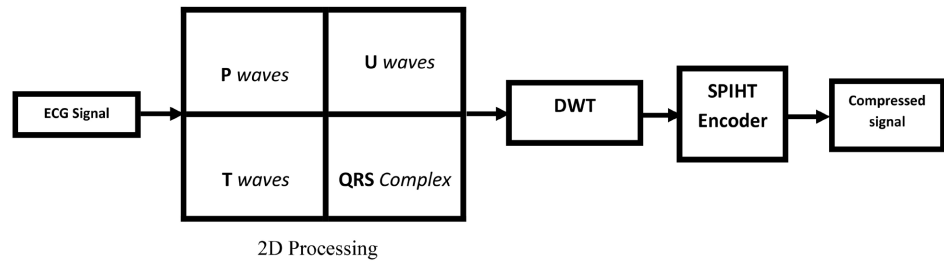 ECG Signal
P waves
U waves
T waves
QRS Complex
2D Processing
DWT
SPIHT
Encoder
Compressed
signal